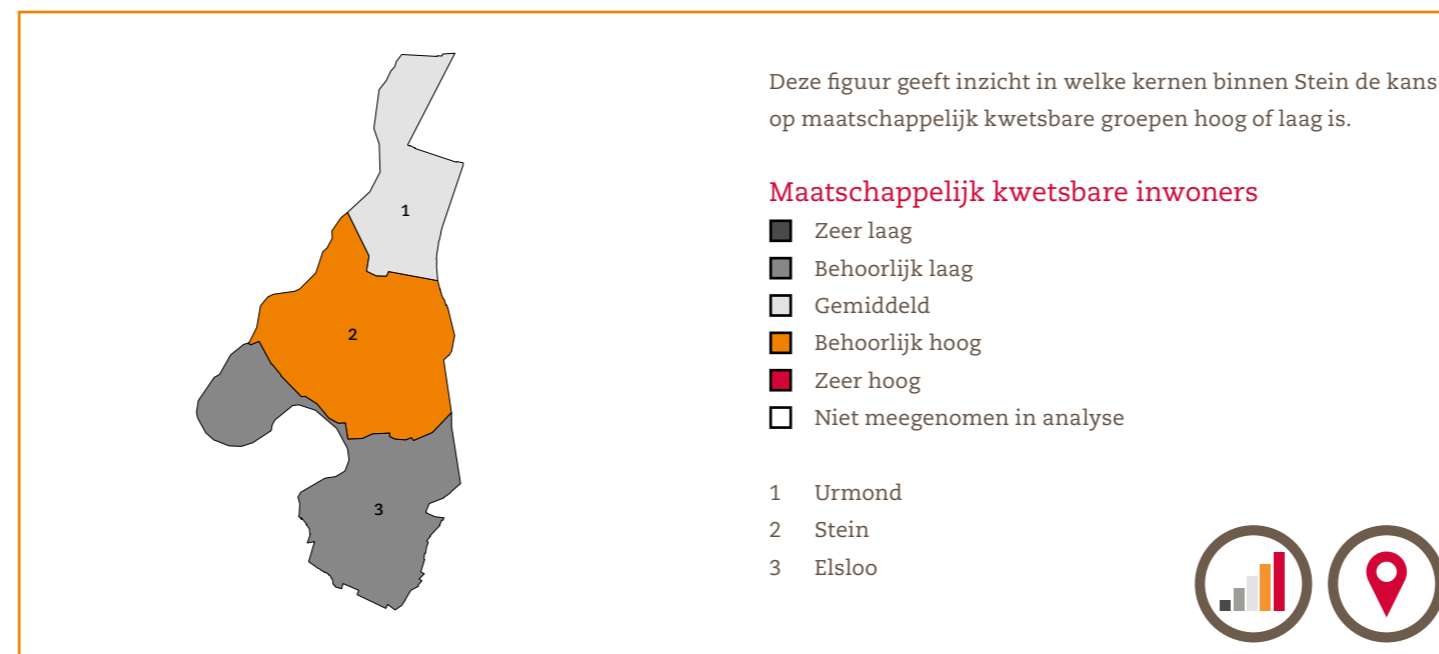 Deze figuur geeft inzicht in welke kernen binnen Stein de kans
op maatschappelijk kwetsbare groepen hoog of laag is.
Maatschappelijk kwetsbare inwoners
Zeer laag
Behoorlijk laag
Gemiddeld
Behoorlijk hoog
Zeer hoog
Niet meegenomen in analyse
1 Urmond
2 Stein
3 Elsloo
1
2
3